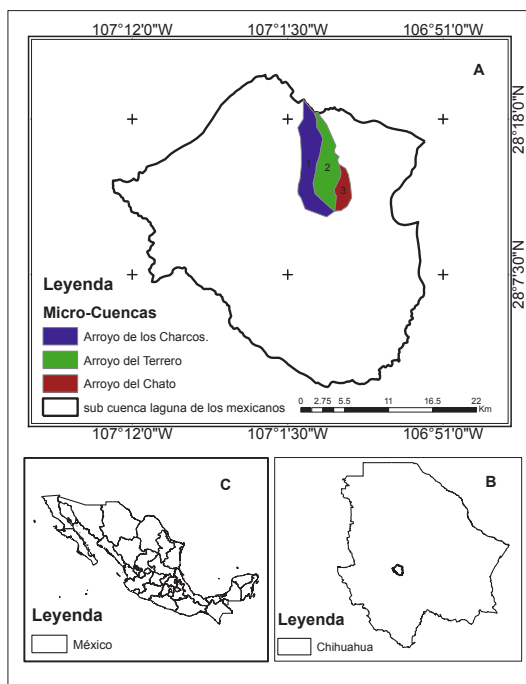 107°12'0"W 107°1'30"W 106°51'0"W
A
28°18'0"N
1
2
3
28°7'30"N
Leyenda
Micro-Cuencas
Arroyo de los Charcos.
Arroyo del Terrero
Arroyo del Chato
sub cuenca laguna de los mexicanos
0 2.75 5.5 11 16.5 22
Km
107°12'0"W 107°1'30"W 106°51'0"W
C
Leyenda
México
B
Leyenda
Chihuahua